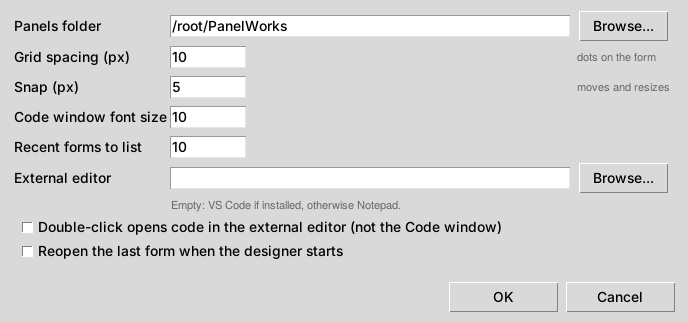 Panels folder /root/PanelWorks Browse...
Grid spacing (px) 10 dots on the form
Snap (px) 5 moves and resizes
Code window font size 10
Recent forms to list 10
External editor Browse...
Empty: VS Code if installed, otherwise Notepad.
Double-click opens code in the external editor (not the Code window)
Reopen the last form when the designer starts
OK Cancel